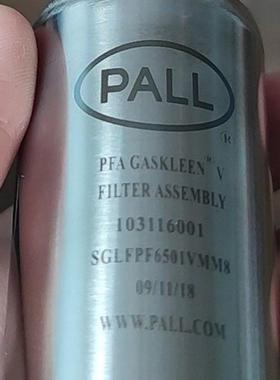 PALL
®
PFA GASKLEEN™ V
FILTER ASSEMBLY
103116001
SGLFPF6501VMM8
09/11/18
WWW.PALL.COM